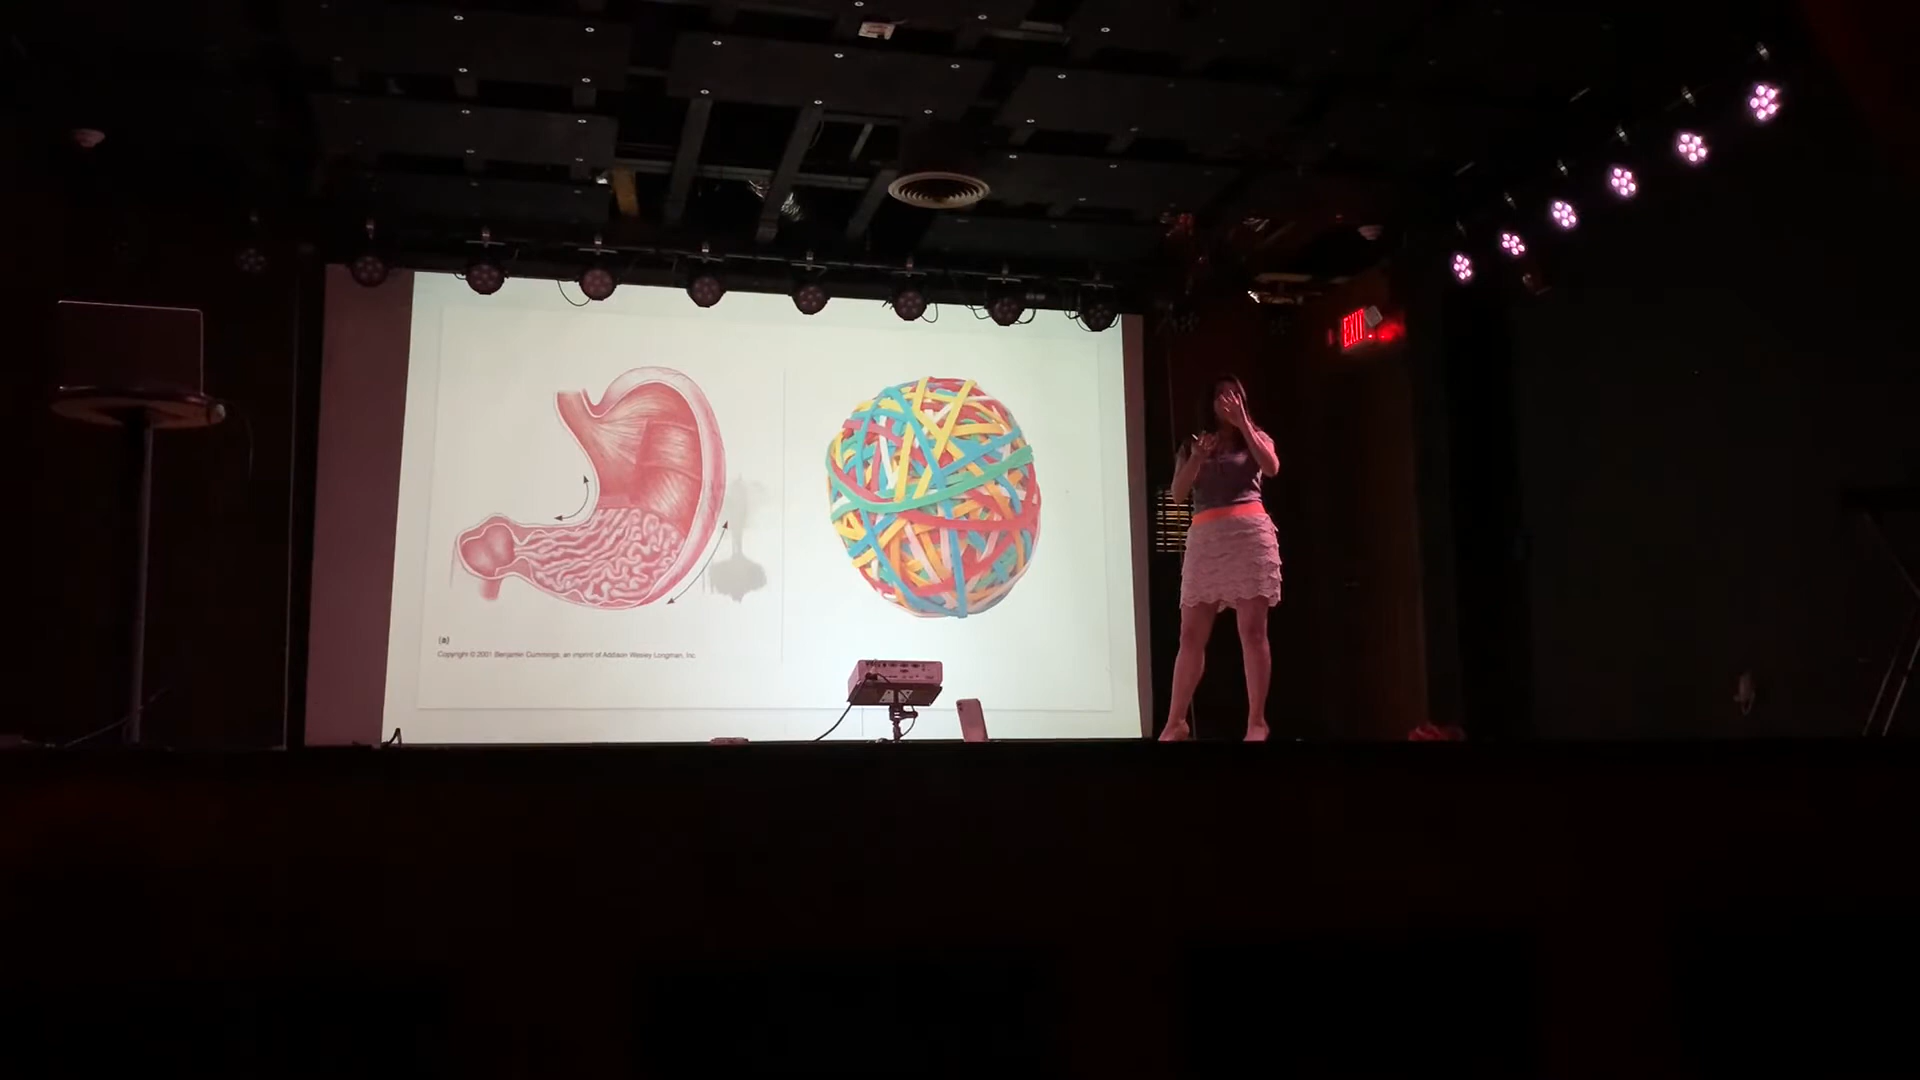 EXIT
(a)
Copyright © 2001 Benjamin Cummings, an imprint of Addison Wesley Longman, Inc.